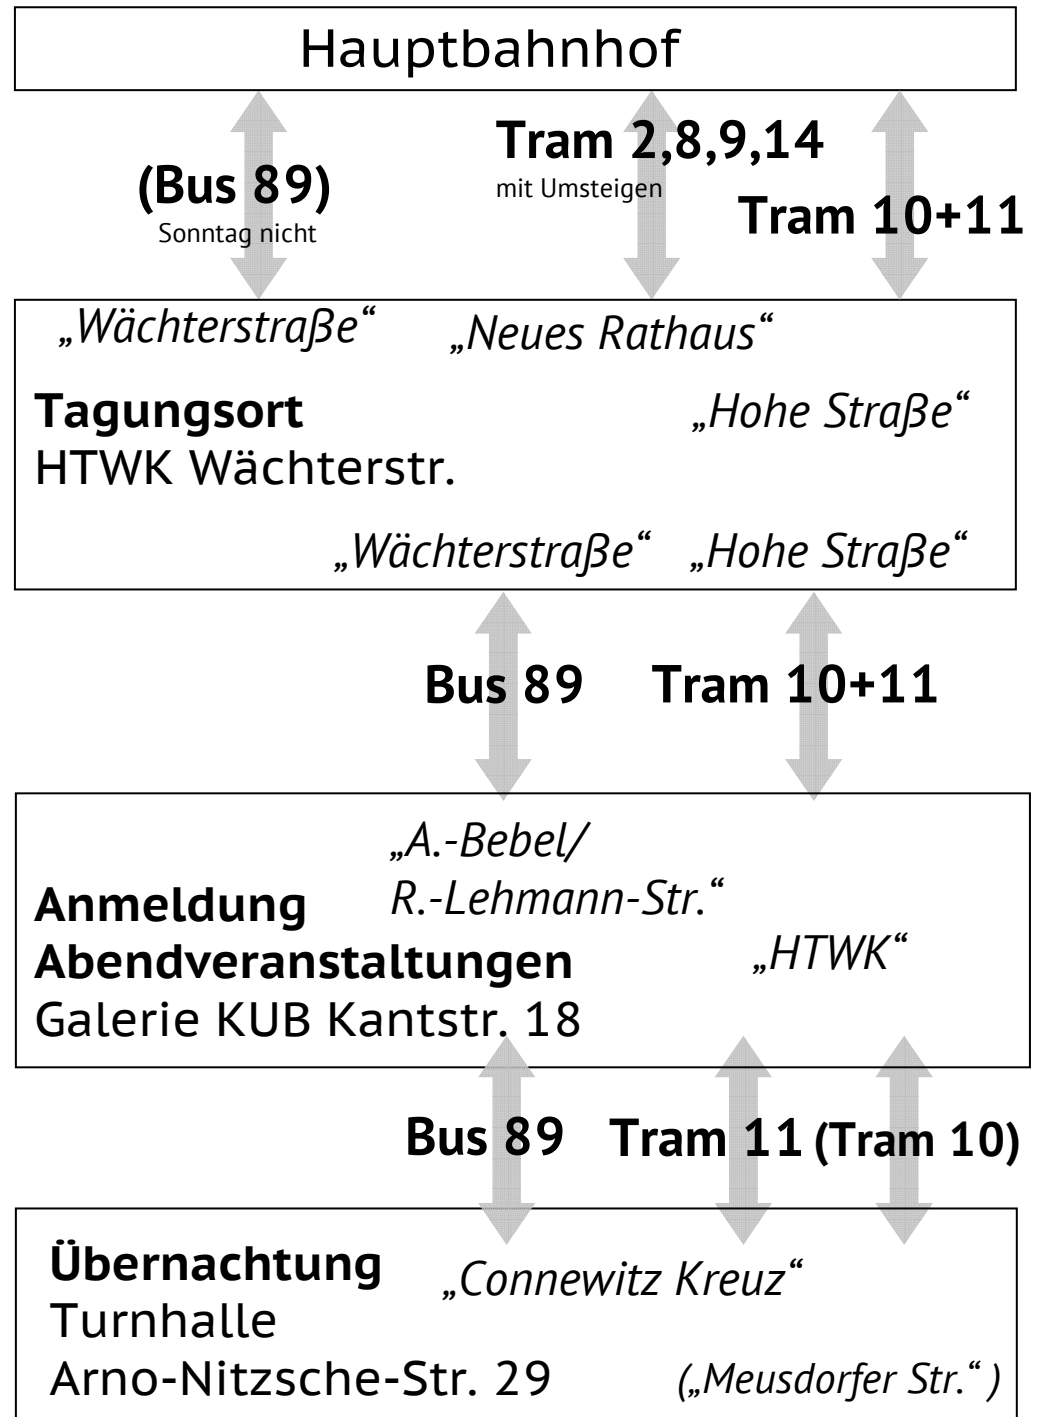 Hauptbahnhof
Tram 2,8,9,14
mit Umsteigen
(Bus 89)
Sonntag nicht
Tram 10+11
„Wächterstraße“
„Neues Rathaus“
Tagungsort
„Hohe Straße“
HTWK Wächterstr.
„Wächterstraße“
„Hohe Straße“
Bus 89
Tram 10+11
„A.-Bebel/
R.-Lehmann-Str.“
Anmeldung
Abendveranstaltungen
„HTWK“
Galerie KUB Kantstr. 18
Bus 89
Tram 11
(Tram 10)
Übernachtung
„Connewitz Kreuz“
Turnhalle
Arno-Nitzsche-Str. 29
(„Meusdorfer Str.“ )